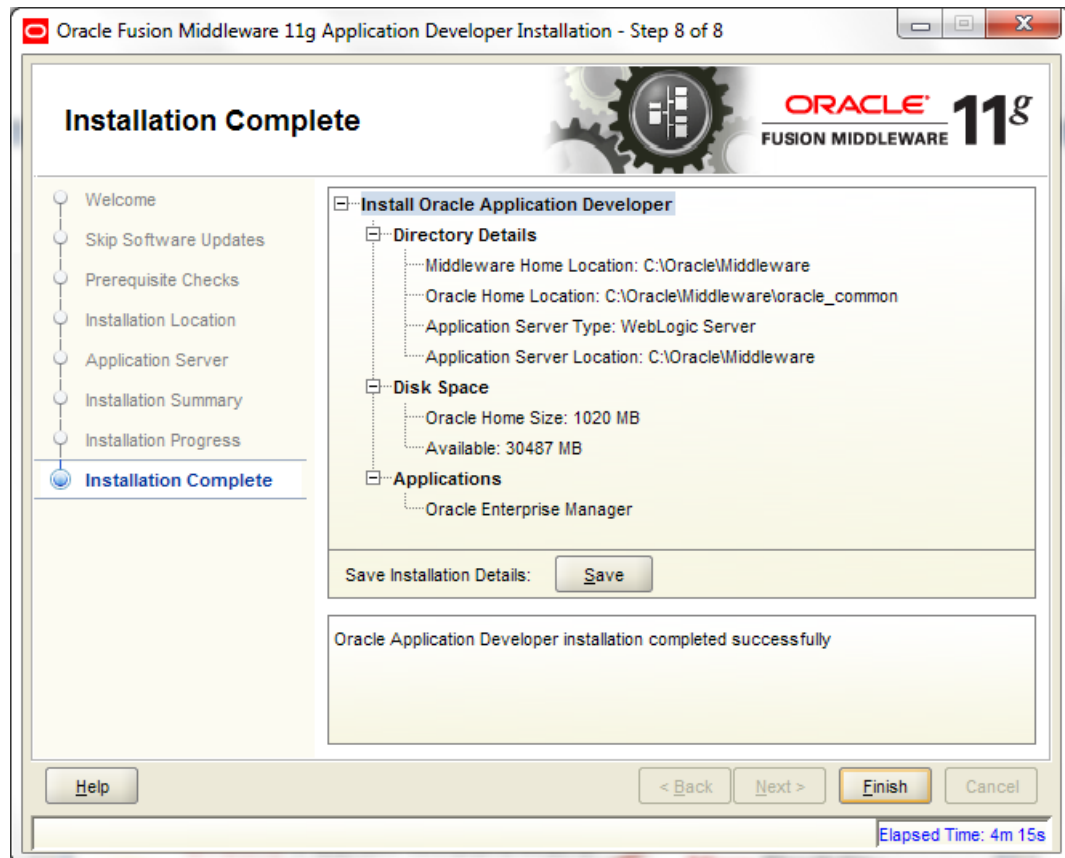 Oracle Fusion Middleware 11g Application Developer Installation - Step 8 of 8
Installation Complete
ORACLE
FUSION MIDDLEWARE 11g
Welcome
Skip Software Updates
Prerequisite Checks
Installation Location
Application Server
Installation Summary
Installation Progress
Installation Complete
Install Oracle Application Developer
Directory Details
Middleware Home Location: C:\Oracle\Middleware
Oracle Home Location: C:\Oracle\Middleware\oracle_common
Application Server Type: WebLogic Server
Application Server Location: C:\Oracle\Middleware
Disk Space
Oracle Home Size: 1020 MB
Available: 30487 MB
Applications
Oracle Enterprise Manager
Save Installation Details: Save
Oracle Application Developer installation completed successfully
Help < Back Next > Finish Cancel
Elapsed Time: 4m 15s